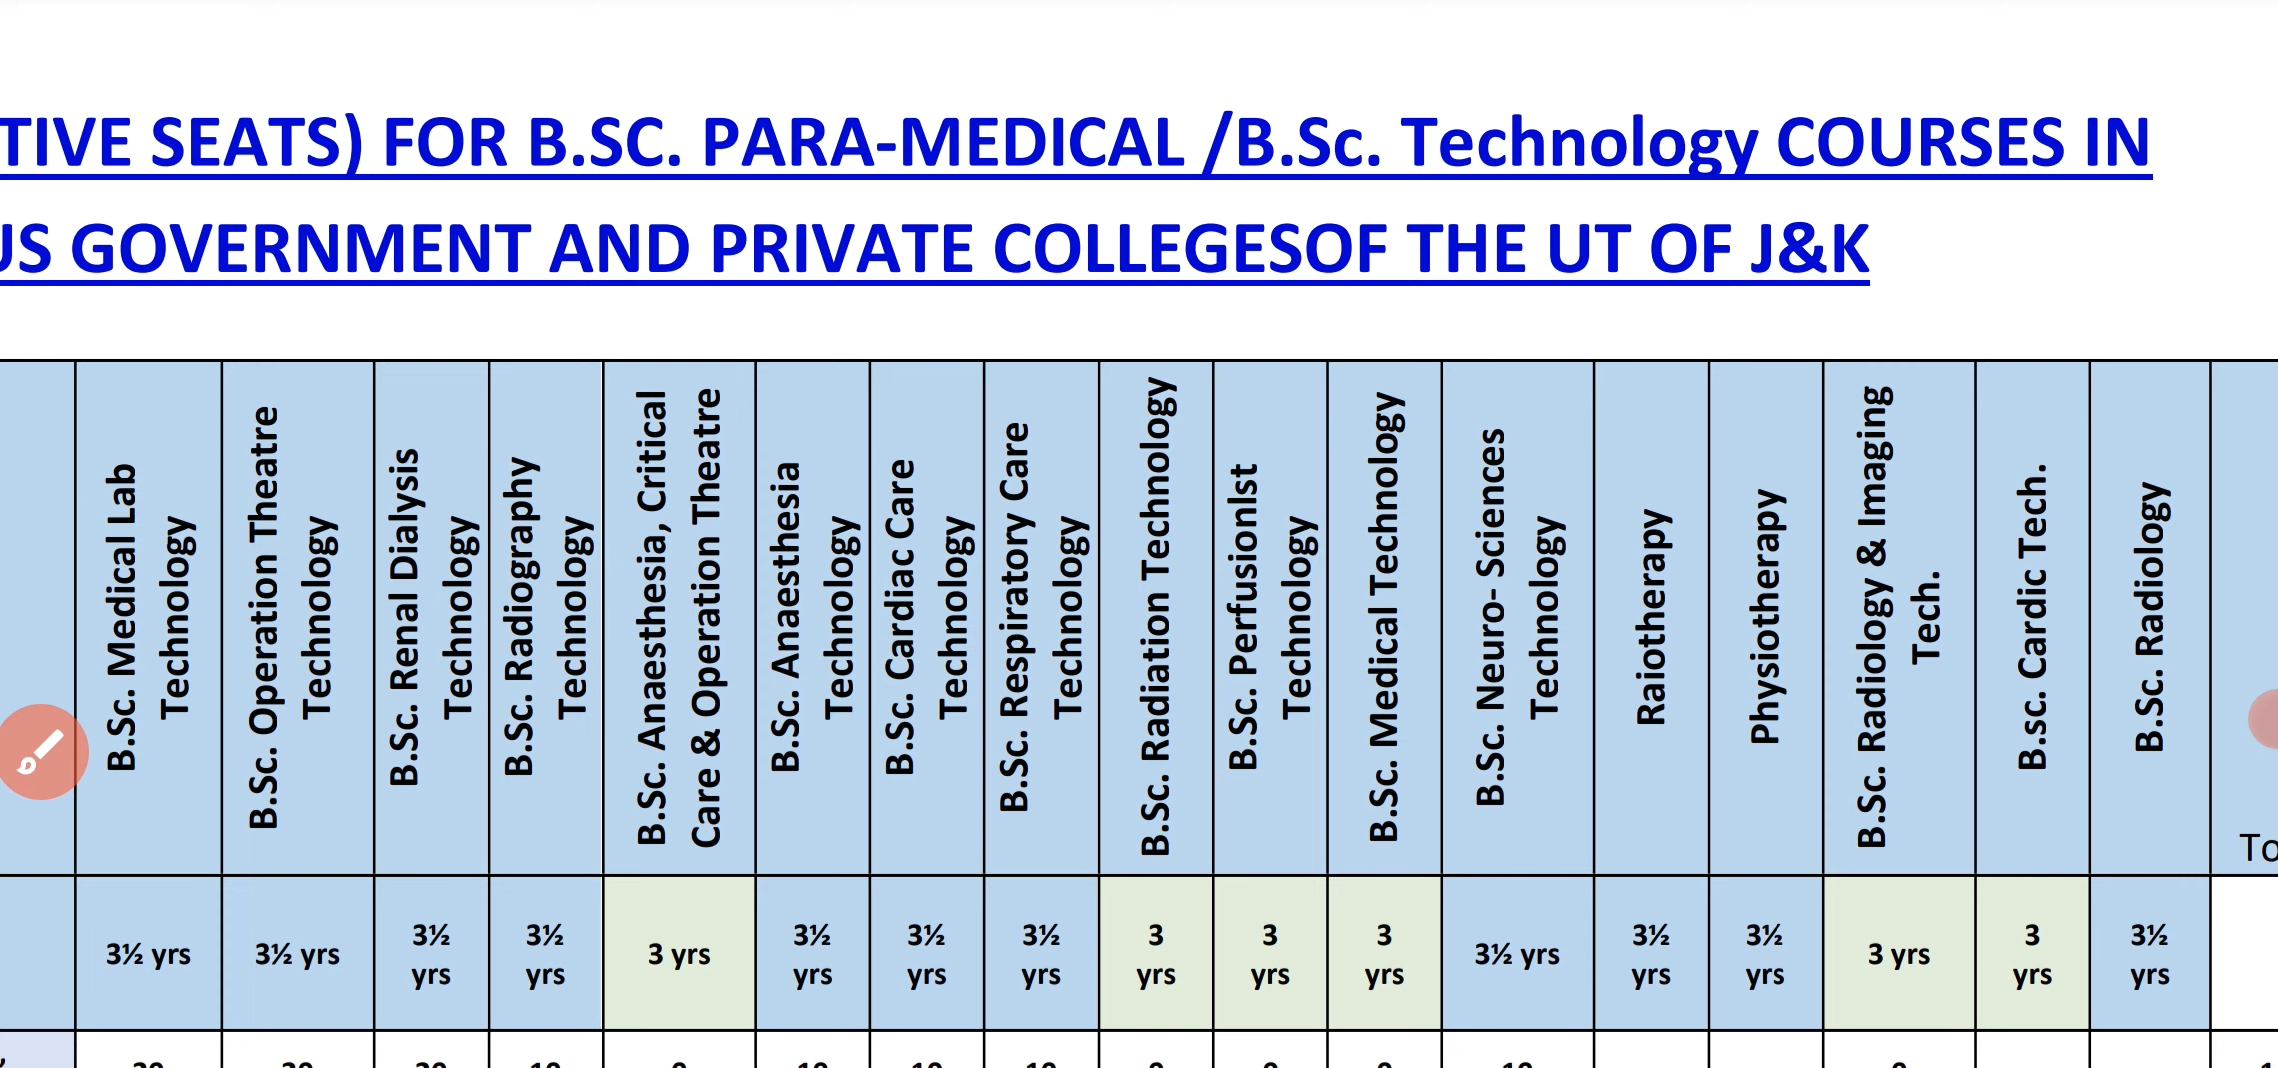 TIVE SEATS) FOR B.SC. PARA-MEDICAL /B.Sc. Technology COURSES IN
US GOVERNMENT AND PRIVATE COLLEGESOF THE UT OF J&K
B.Sc. Medical Lab
Technology
B.Sc. Operation Theatre
Technology
B.Sc. Renal Dialysis
Technology
B.Sc. Radiography
Technology
B.Sc. Anaesthesia, Critical
Care & Operation Theatre
B.Sc. Anaesthesia
Technology
B.Sc. Cardiac Care
Technology
B.Sc. Respiratory Care
Technology
B.Sc. Radiation Technology
B.Sc. PerfusionIst
Technology
B.Sc. Medical Technology
B.Sc. Neuro- Sciences
Technology
Raiotherapy
Physiotherapy
B.Sc. Radiology & Imaging
Tech.
B.sc. Cardic Tech.
B.Sc. Radiology
To
3½ yrs
3½ yrs
3½
yrs
3½
yrs
3 yrs
3½
yrs
3½
yrs
3½
yrs
3
yrs
3
yrs
3
yrs
3½ yrs
3½
yrs
3½
yrs
3 yrs
3
yrs
3½
yrs